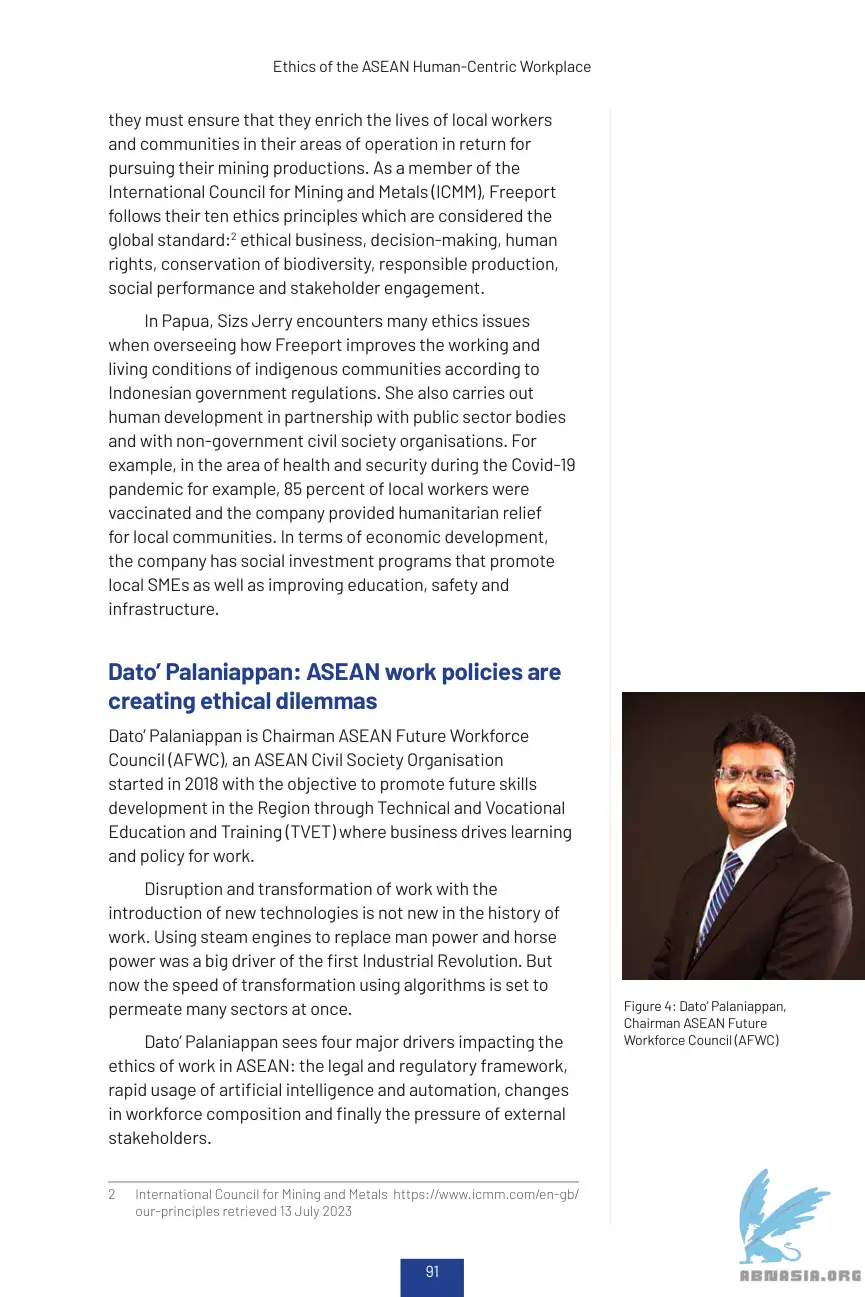 Ethics of the ASEAN Human-Centric Workplace
they must ensure that they enrich the lives of local workers
and communities in their areas of operation in return for
pursuing their mining productions. As a member of the
International Council for Mining and Metals (ICMM), Freeport
follows their ten ethics principles which are considered the
global standard:² ethical business, decision-making, human
rights, conservation of biodiversity, responsible production,
social performance and stakeholder engagement.
In Papua, Sizs Jerry encounters many ethics issues
when overseeing how Freeport improves the working and
living conditions of indigenous communities according to
Indonesian government regulations. She also carries out
human development in partnership with public sector bodies
and with non-government civil society organisations. For
example, in the area of health and security during the Covid-19
pandemic for example, 85 percent of local workers were
vaccinated and the company provided humanitarian relief
for local communities. In terms of economic development,
the company has social investment programs that promote
local SMEs as well as improving education, safety and
infrastructure.
Dato’ Palaniappan: ASEAN work policies are
creating ethical dilemmas
Dato’ Palaniappan is Chairman ASEAN Future Workforce
Council (AFWC), an ASEAN Civil Society Organisation
started in 2018 with the objective to promote future skills
development in the Region through Technical and Vocational
Education and Training (TVET) where business drives learning
and policy for work.
Disruption and transformation of work with the
introduction of new technologies is not new in the history of
work. Using steam engines to replace man power and horse
power was a big driver of the first Industrial Revolution. But
now the speed of transformation using algorithms is set to
permeate many sectors at once.
Dato’ Palaniappan sees four major drivers impacting the
ethics of work in ASEAN: the legal and regulatory framework,
rapid usage of artificial intelligence and automation, changes
in workforce composition and finally the pressure of external
stakeholders.
Figure 4: Dato’ Palaniappan,
Chairman ASEAN Future
Workforce Council (AFWC)
2 International Council for Mining and Metals https://www.icmm.com/en-gb/
our-principles retrieved 13 July 2023
91
ABNASIA.ORG